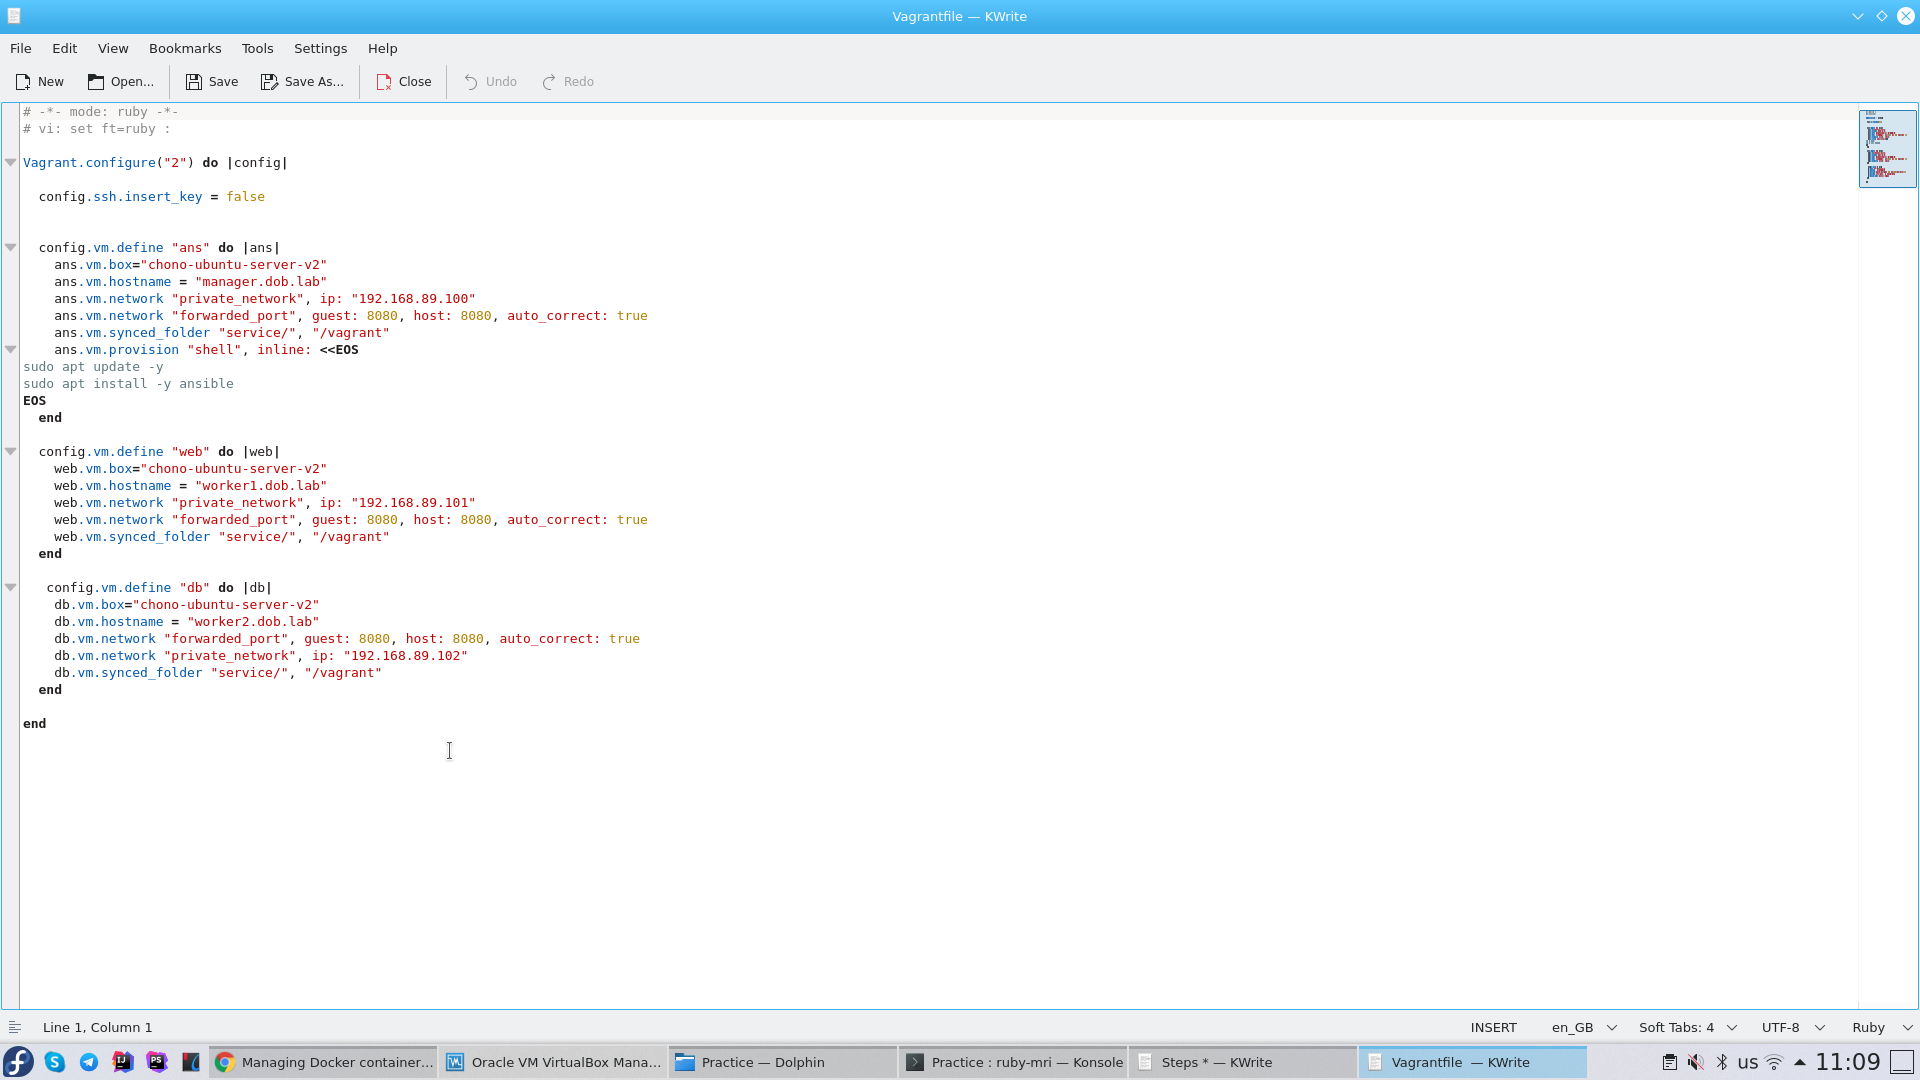 Vagrantfile — KWrite
File Edit View Bookmarks Tools Settings Help
New Open... Save Save As... Close Undo Redo
# -*- mode: ruby -*-
# vi: set ft=ruby :
Vagrant.configure("2") do |config|
  config.ssh.insert_key = false
  config.vm.define "ans" do |ans|
    ans.vm.box="chono-ubuntu-server-v2"
    ans.vm.hostname = "manager.dob.lab"
    ans.vm.network "private_network", ip: "192.168.89.100"
    ans.vm.network "forwarded_port", guest: 8080, host: 8080, auto_correct: true
    ans.vm.synced_folder "service/", "/vagrant"
    ans.vm.provision "shell", inline: <<EOS
sudo apt update -y
sudo apt install -y ansible
EOS
  end
  config.vm.define "web" do |web|
    web.vm.box="chono-ubuntu-server-v2"
    web.vm.hostname = "worker1.dob.lab"
    web.vm.network "private_network", ip: "192.168.89.101"
    web.vm.network "forwarded_port", guest: 8080, host: 8080, auto_correct: true
    web.vm.synced_folder "service/", "/vagrant"
  end
   config.vm.define "db" do |db|
    db.vm.box="chono-ubuntu-server-v2"
    db.vm.hostname = "worker2.dob.lab"
    db.vm.network "forwarded_port", guest: 8080, host: 8080, auto_correct: true
    db.vm.network "private_network", ip: "192.168.89.102"
    db.vm.synced_folder "service/", "/vagrant"
  end
end
Line 1, Column 1 INSERT en_GB Soft Tabs: 4 UTF-8 Ruby
Managing Docker container... Oracle VM VirtualBox Mana... Practice — Dolphin Practice : ruby-mri — Konsole Steps * — KWrite Vagrantfile — KWrite us 11:09